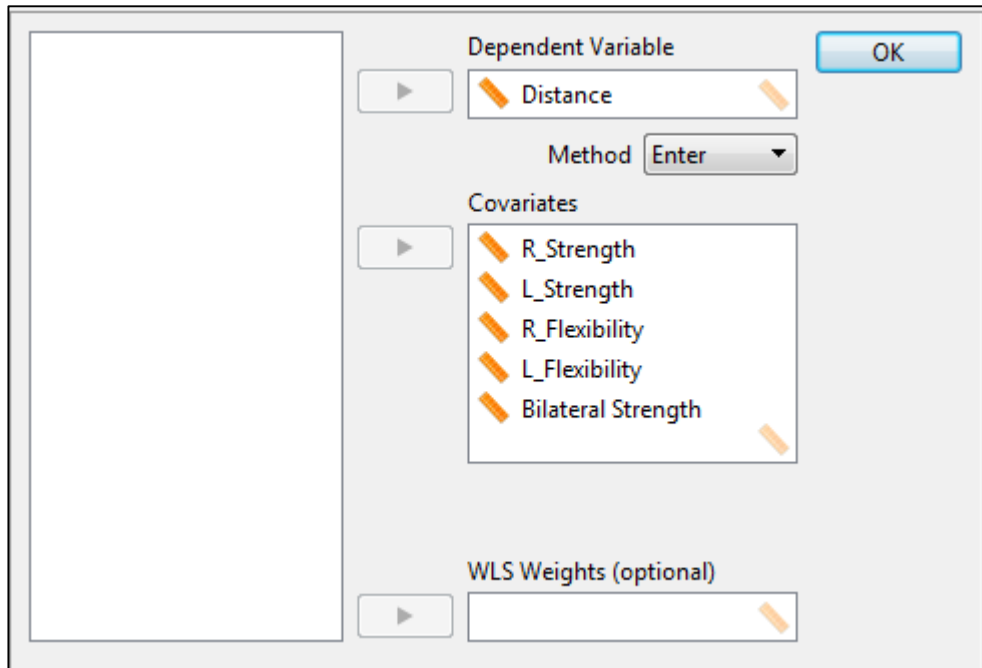 Dependent Variable
OK
Distance
Method Enter
Covariates
R_Strength
L_Strength
R_Flexibility
L_Flexibility
Bilateral Strength
WLS Weights (optional)